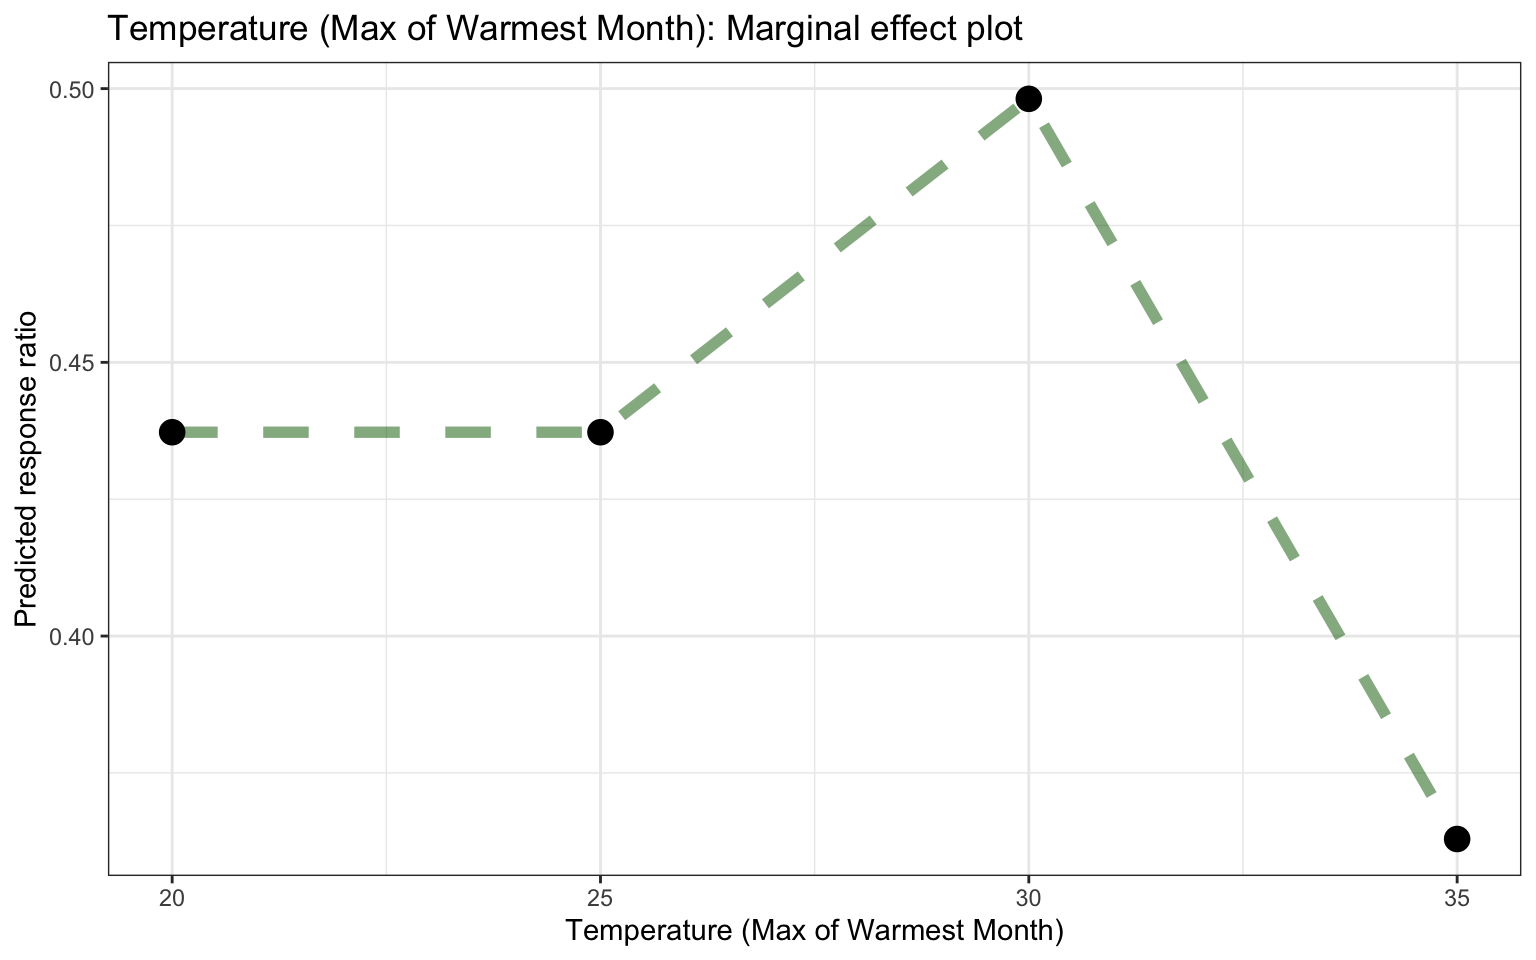 Temperature (Max of Warmest Month): Marginal effect plot
Predicted response ratio
0.50
0.45
0.40
20 25 30 35
Temperature (Max of Warmest Month)